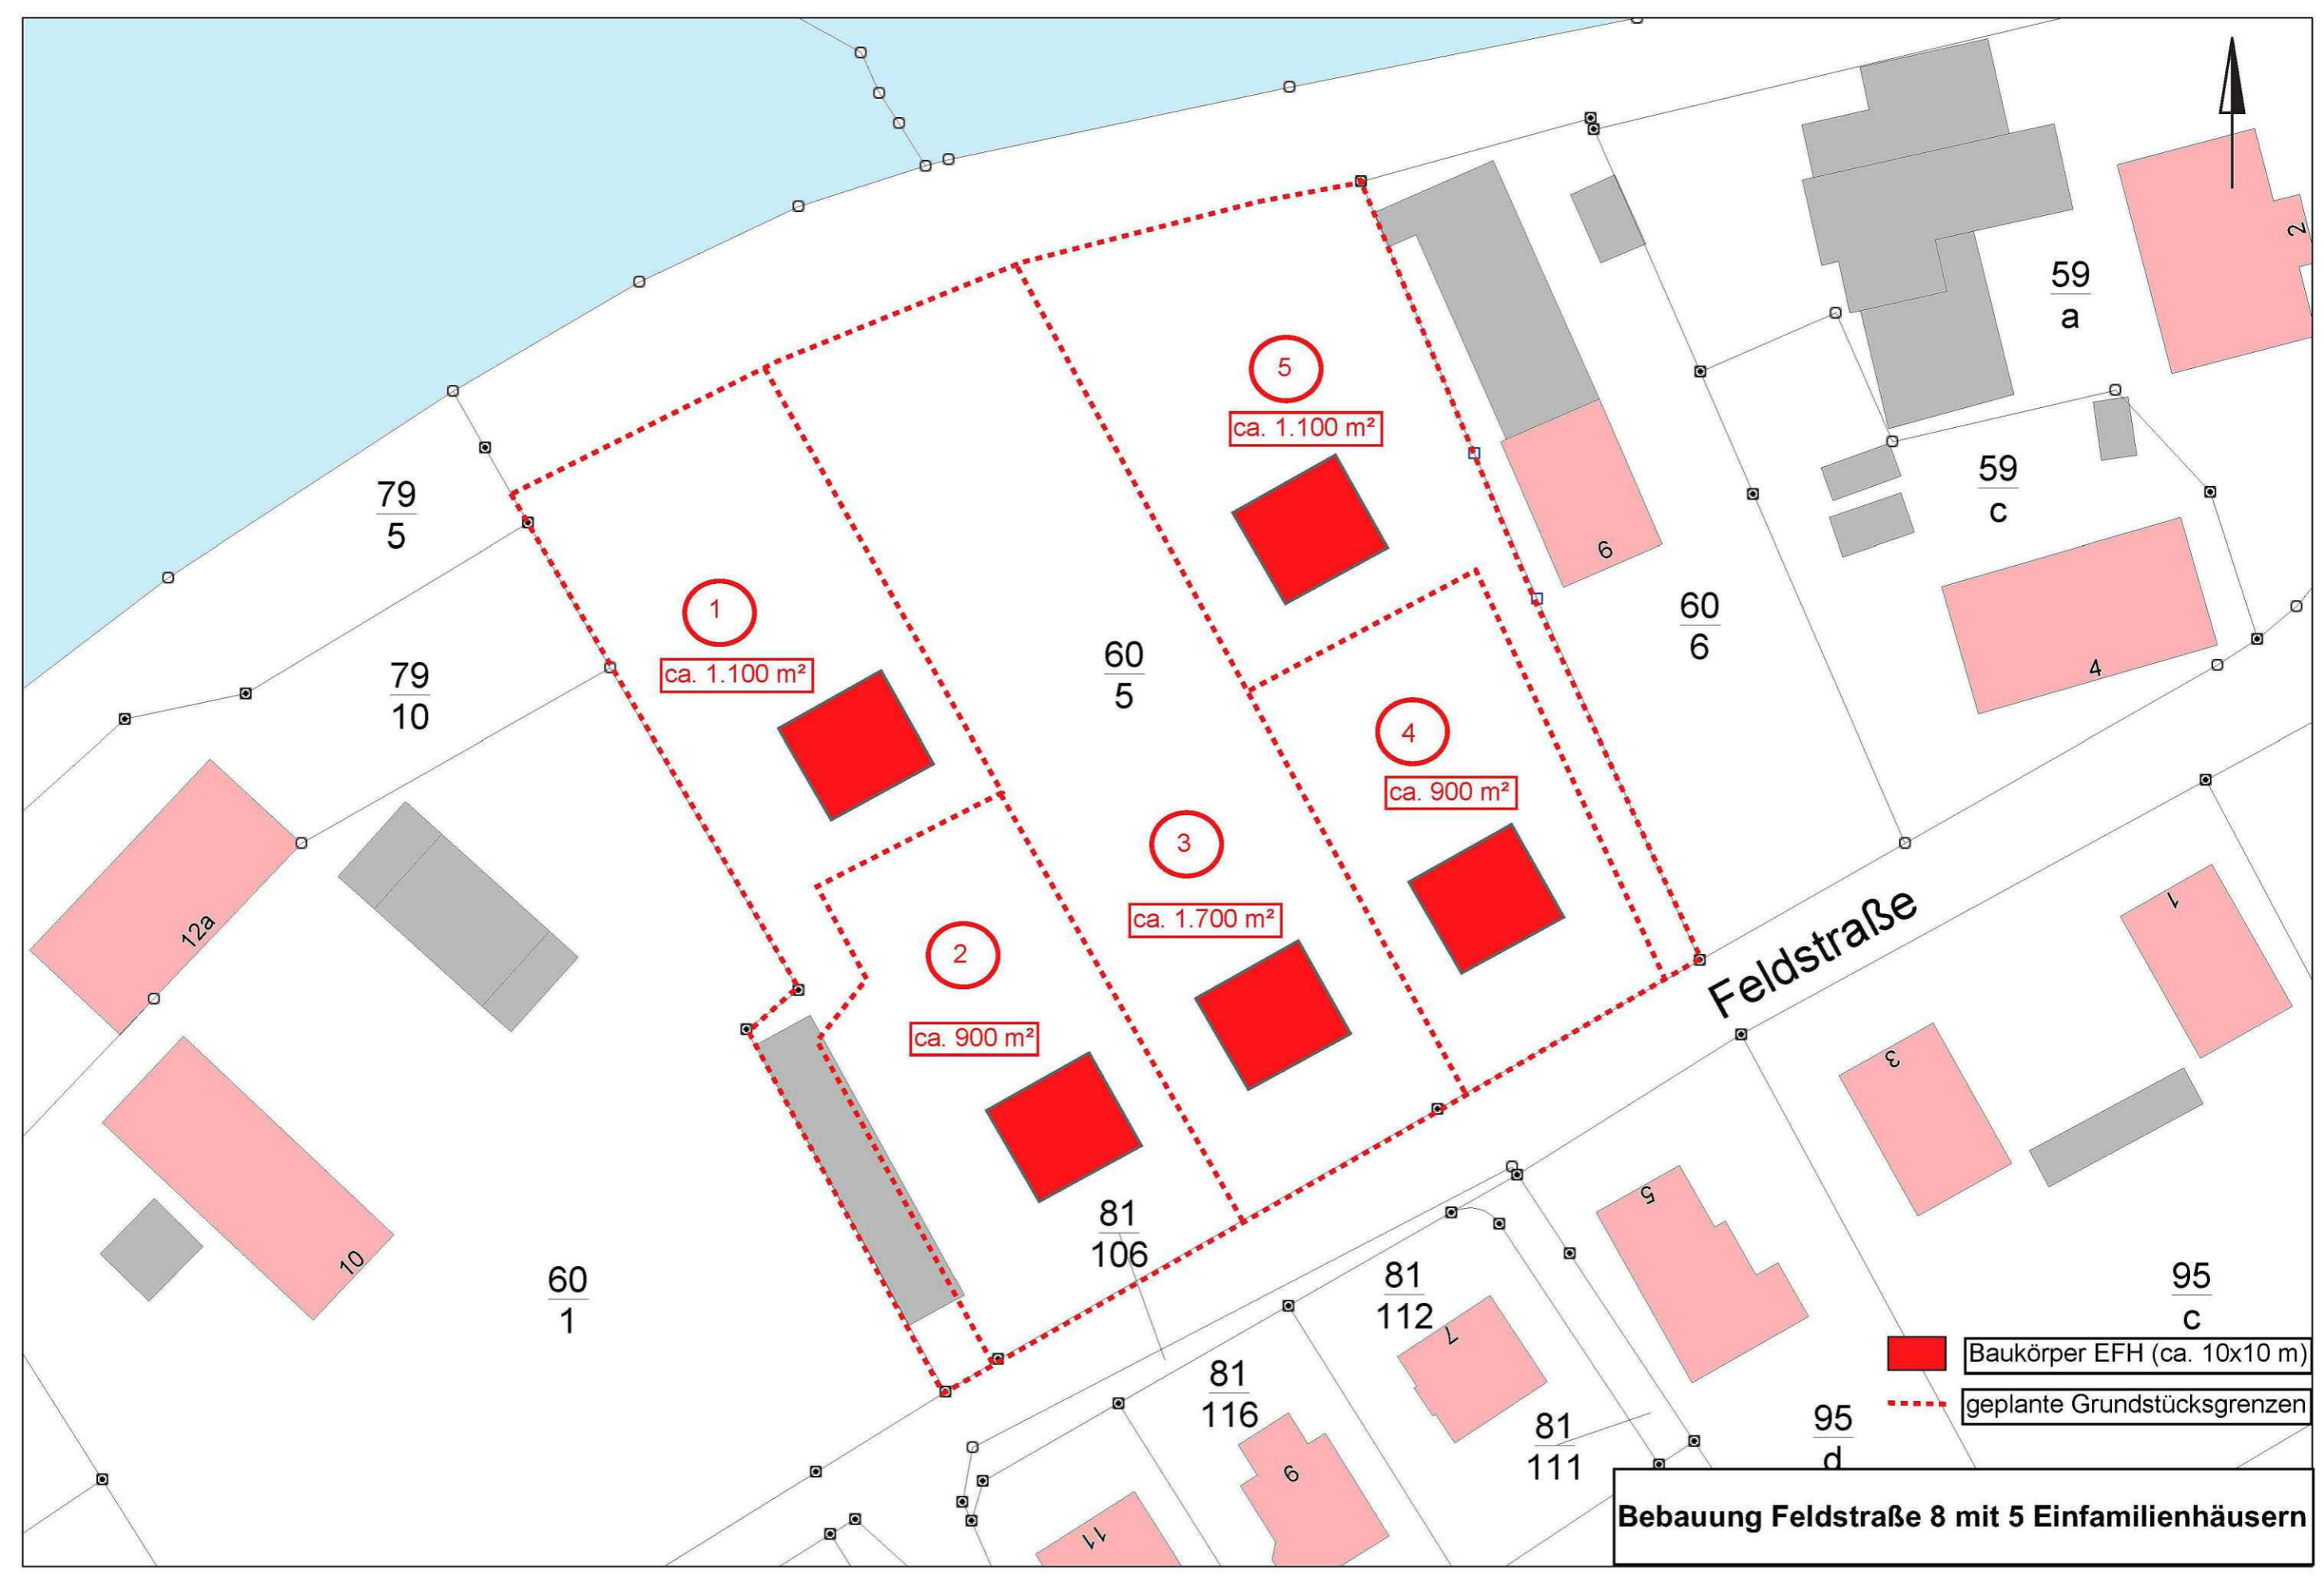 59
a
2
5
ca. 1.100 m²
79
5
59
c
6
60
6
4
1
ca. 1.100 m²
60
5
79
10
4
ca. 900 m²
3
ca. 1.700 m²
12a
2
ca. 900 m²
Feldstraße
1
3
5
81
106
10
60
1
81
112
7
95
c
Baukörper EFH (ca. 10x10 m)
81
116
geplante Grundstücksgrenzen
81
111
95
d
9
11
Bebauung Feldstraße 8 mit 5 Einfamilienhäusern